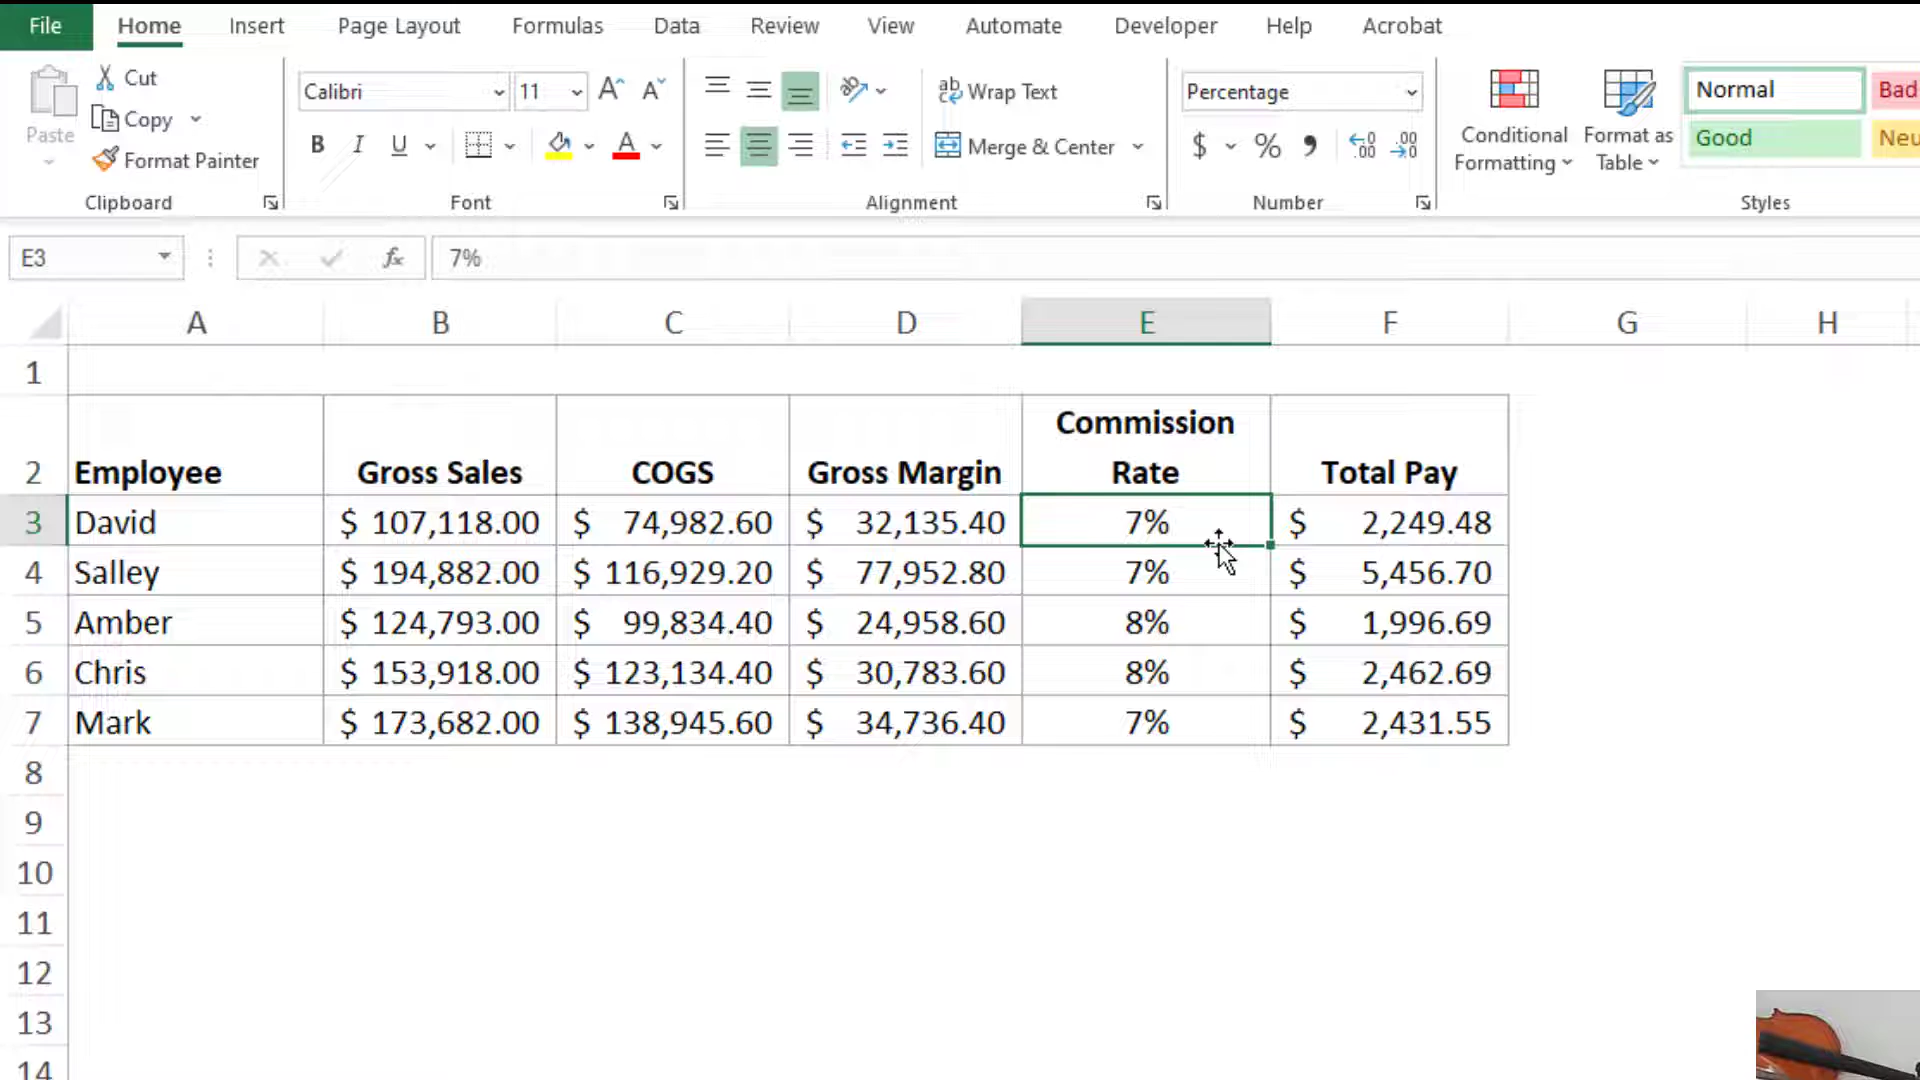 File Home Insert Page Layout Formulas Data Review View Automate Developer Help Acrobat
Paste Cut Copy Format Painter
Clipboard
Calibri 11
B I U A
Font
ab Wrap Text
Merge & Center
Alignment
Percentage
$ % , .00 .00
Number
Conditional Formatting
Format as Table
Normal Bad
Good
Styles
E3 fx 7%
A B C D E F G H
1
Commission
2 Employee Gross Sales COGS Gross Margin Rate Total Pay
3 David $ 107,118.00 $ 74,982.60 $ 32,135.40 7% $ 2,249.48
4 Salley $ 194,882.00 $ 116,929.20 $ 77,952.80 7% $ 5,456.70
5 Amber $ 124,793.00 $ 99,834.40 $ 24,958.60 8% $ 1,996.69
6 Chris $ 153,918.00 $ 123,134.40 $ 30,783.60 8% $ 2,462.69
7 Mark $ 173,682.00 $ 138,945.60 $ 34,736.40 7% $ 2,431.55
8
9
10
11
12
13
14